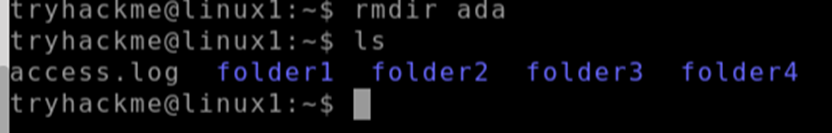 tryhackme@linux1:~$ rmdir ada
tryhackme@linux1:~$ ls
access.log  folder1  folder2  folder3  folder4
tryhackme@linux1:~$